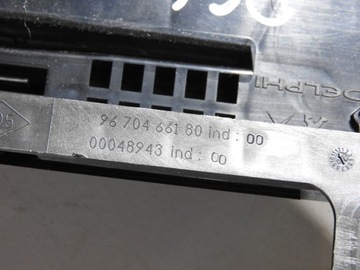 DELPHI
96 704 661 80 ind : 00
00048943 ind : 00